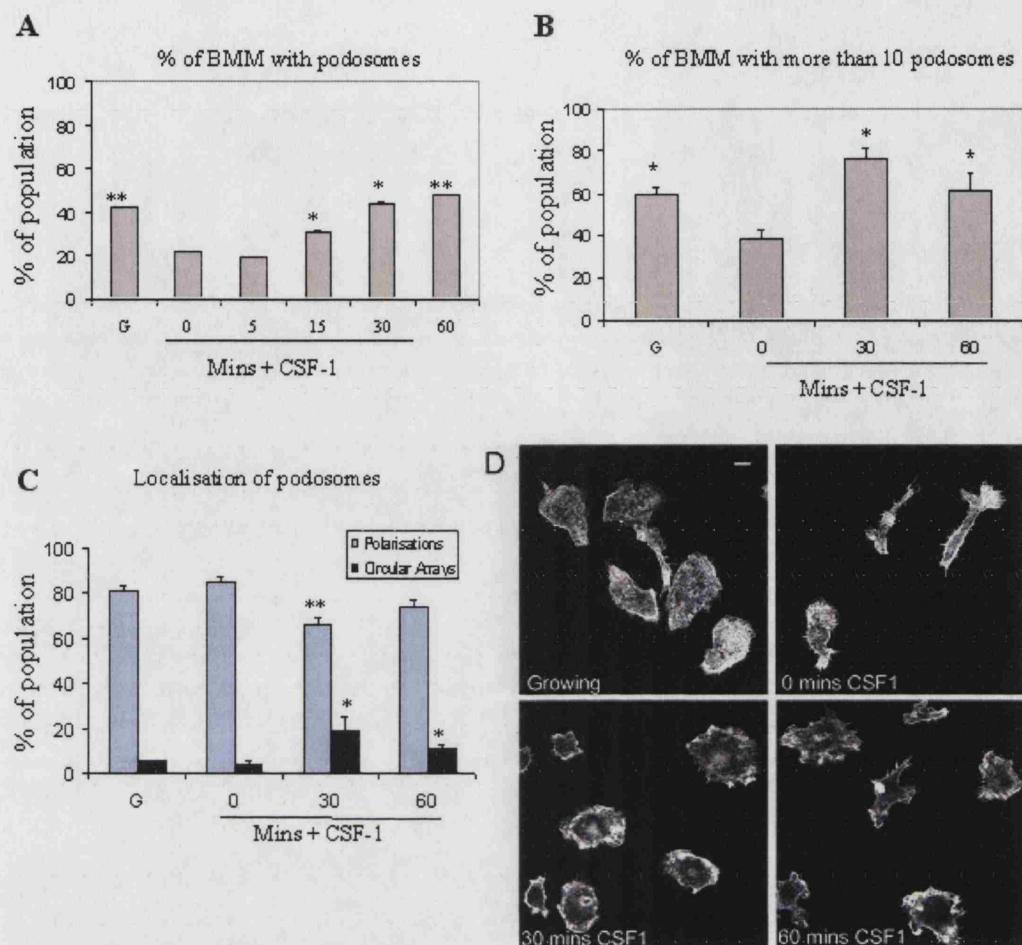 A
% of BMM with podosomes
% of population
100
80
60
40
20
0
**
*
*
**
G 0 5 15 30 60
Mins + CSF-1
B
% of BMM with more than 10 podosomes
% of population
100
80
60
40
20
0
*
*
*
G 0 30 60
Mins + CSF-1
C
Localisation of podosomes
% of population
100
80
60
40
20
0
Polarisations
Circular Arrays
**
*
*
G 0 30 60
Mins + CSF-1
D
Growing
0 mins CSF1
30 mins CSF1
60 mins CSF1